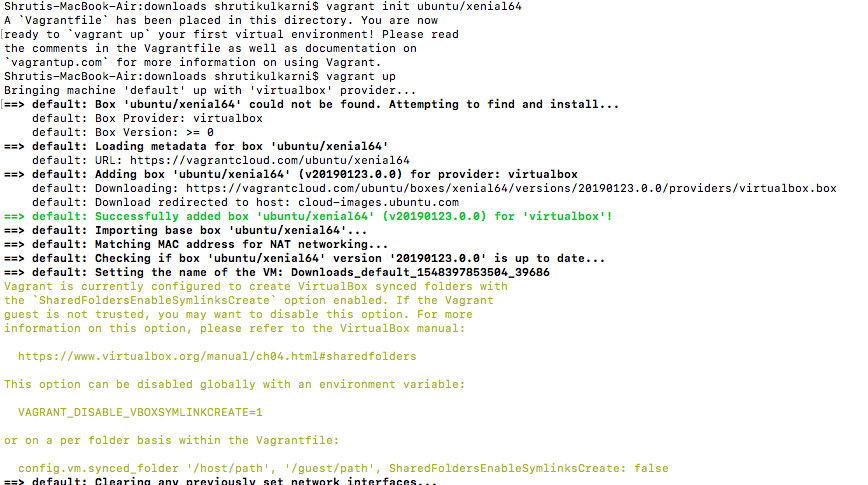 Shrutis-MacBook-Air:downloads shrutikulkarni$ vagrant init ubuntu/xenial64
A `Vagrantfile` has been placed in this directory. You are now
ready to `vagrant up` your first virtual environment! Please read
the comments in the Vagrantfile as well as documentation on
`vagrantup.com` for more information on using Vagrant.
Shrutis-MacBook-Air:downloads shrutikulkarni$ vagrant up
Bringing machine 'default' up with 'virtualbox' provider...
==> default: Box 'ubuntu/xenial64' could not be found. Attempting to find and install...
    default: Box Provider: virtualbox
    default: Box Version: >= 0
==> default: Loading metadata for box 'ubuntu/xenial64'
    default: URL: https://vagrantcloud.com/ubuntu/xenial64
==> default: Adding box 'ubuntu/xenial64' (v20190123.0.0) for provider: virtualbox
    default: Downloading: https://vagrantcloud.com/ubuntu/boxes/xenial64/versions/20190123.0.0/providers/virtualbox.box
    default: Download redirected to host: cloud-images.ubuntu.com
==> default: Successfully added box 'ubuntu/xenial64' (v20190123.0.0) for 'virtualbox'!
==> default: Importing base box 'ubuntu/xenial64'...
==> default: Matching MAC address for NAT networking...
==> default: Checking if box 'ubuntu/xenial64' version '20190123.0.0' is up to date...
==> default: Setting the name of the VM: Downloads_default_1548397853504_39686
Vagrant is currently configured to create VirtualBox synced folders with
the `SharedFoldersEnableSymlinksCreate` option enabled. If the Vagrant
guest is not trusted, you may want to disable this option. For more
information on this option, please refer to the VirtualBox manual:
  https://www.virtualbox.org/manual/ch04.html#sharedfolders
This option can be disabled globally with an environment variable:
  VAGRANT_DISABLE_VBOXSYMLINKCREATE=1
or on a per folder basis within the Vagrantfile:
  config.vm.synced_folder '/host/path', '/guest/path', SharedFoldersEnableSymlinksCreate: false
==> default: Clearing any previously set network interfaces...